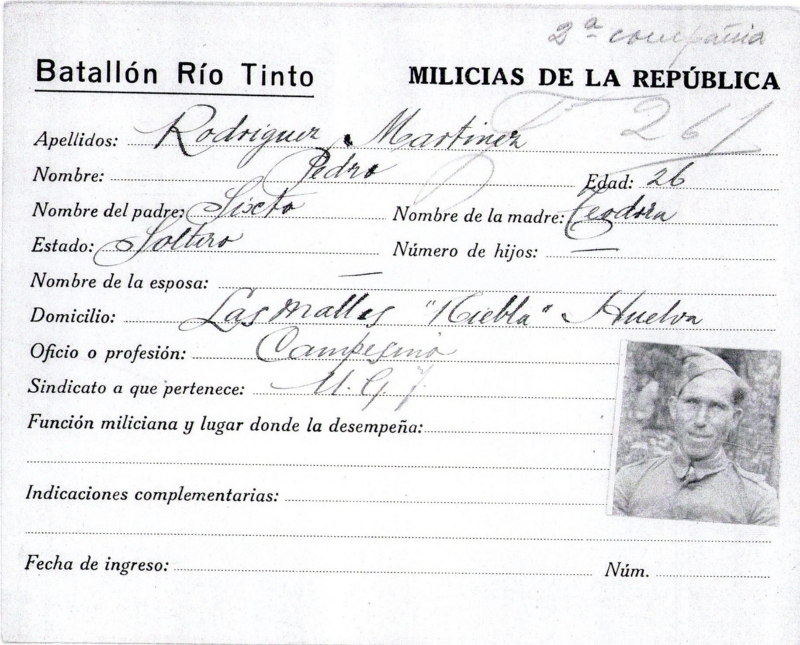 2ª compañia
Batallón Río Tinto MILICIAS DE LA REPÚBLICA
261
Apellidos: Rodriguez Martinez
Nombre: Pedro Edad: 26
Nombre del padre: Sixto Nombre de la madre: Teodora
Estado: Soltero Número de hijos: —
Nombre de la esposa: —
Domicilio: Las Mallas "Niebla" Huelva
Oficio o profesión: Campesino
Sindicato a que pertenece: U.G.T.
Función miliciana y lugar donde la desempeña:
Indicaciones complementarias:
Fecha de ingreso: Núm.